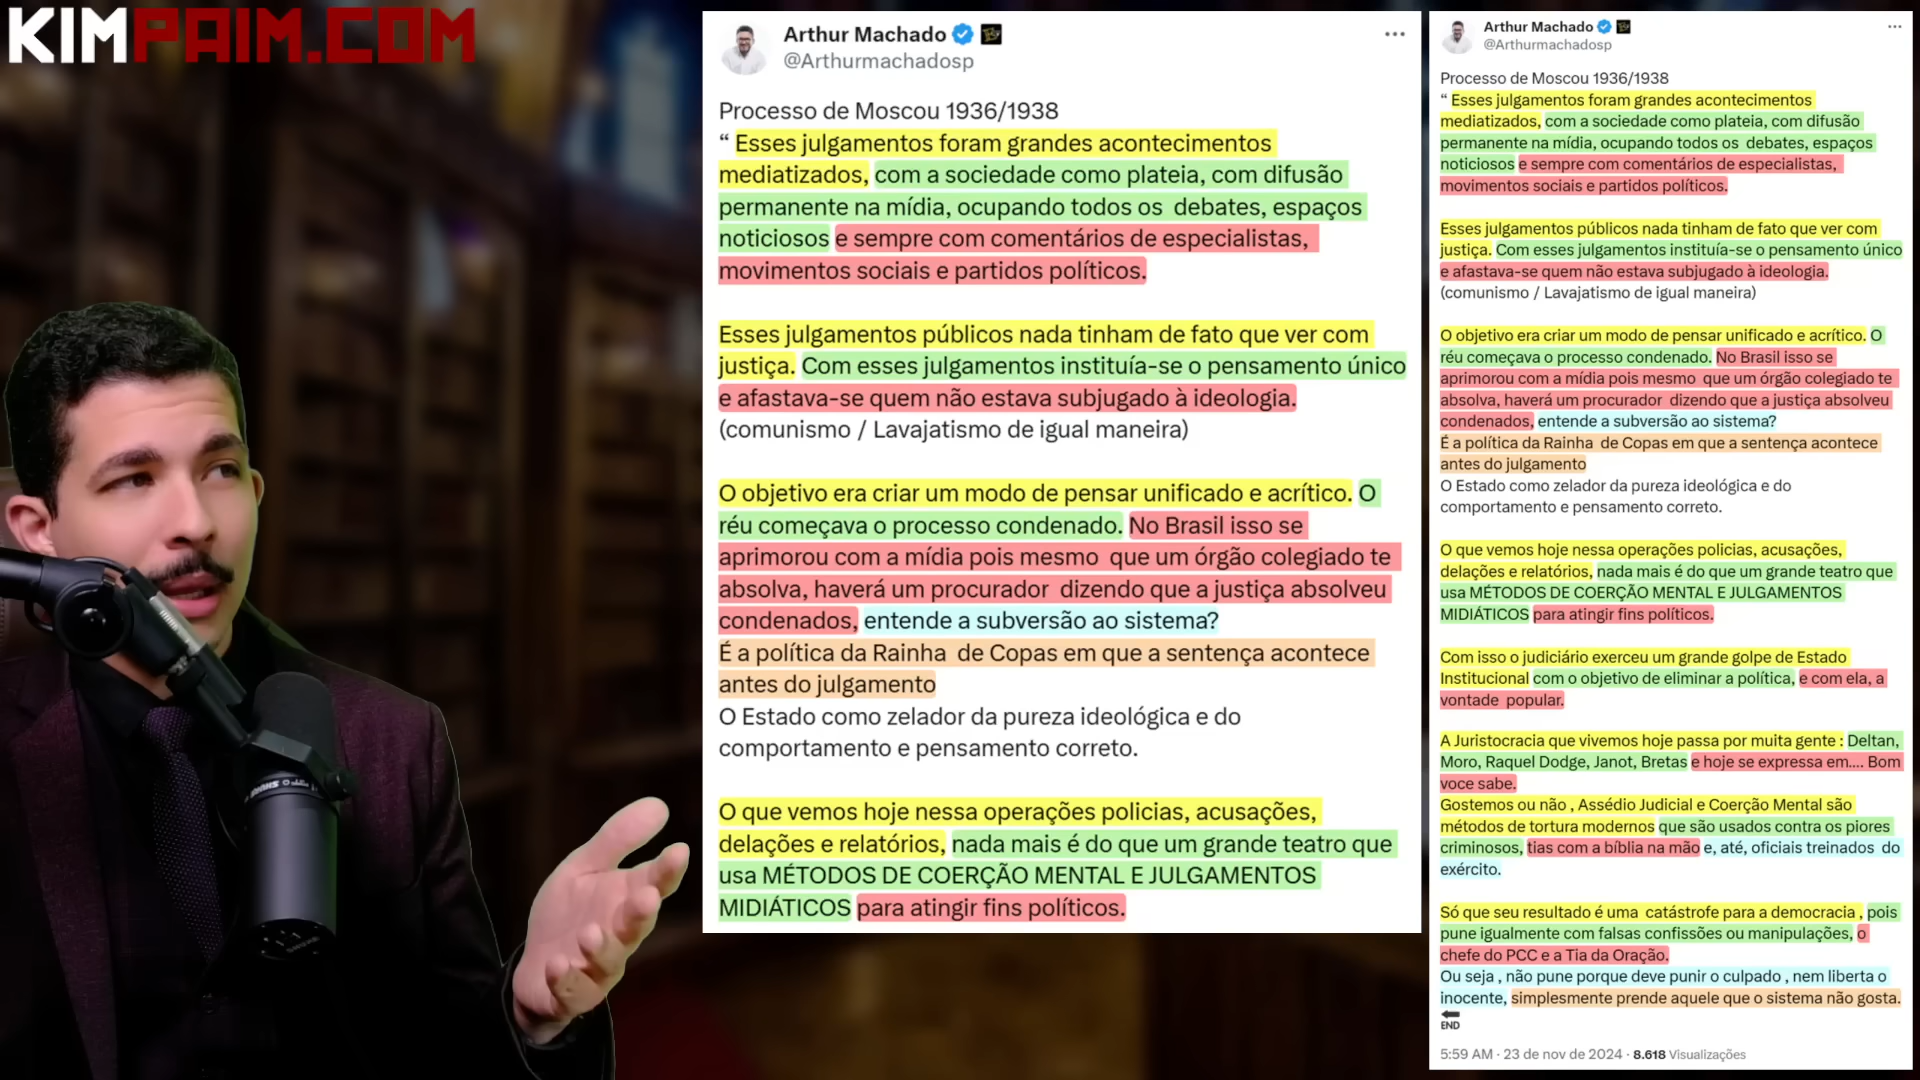 KIMPAIM.COM
Arthur Machado
@Arthurmachadosp
Processo de Moscou 1936/1938
“ Esses julgamentos foram grandes acontecimentos
mediatizados, com a sociedade como plateia, com difusão
permanente na mídia, ocupando todos os debates, espaços
noticiosos e sempre com comentários de especialistas,
movimentos sociais e partidos políticos.
Esses julgamentos públicos nada tinham de fato que ver com
justiça. Com esses julgamentos instituía-se o pensamento único
e afastava-se quem não estava subjugado à ideologia.
(comunismo / Lavajatismo de igual maneira)
O objetivo era criar um modo de pensar unificado e acrítico. O
réu começava o processo condenado. No Brasil isso se
aprimorou com a mídia pois mesmo que um órgão colegiado te
absolva, haverá um procurador dizendo que a justiça absolveu
condenados, entende a subversão ao sistema?
É a política da Rainha de Copas em que a sentença acontece
antes do julgamento
O Estado como zelador da pureza ideológica e do
comportamento e pensamento correto.
O que vemos hoje nessa operações policias, acusações,
delações e relatórios, nada mais é do que um grande teatro que
usa MÉTODOS DE COERÇÃO MENTAL E JULGAMENTOS
MIDIÁTICOS para atingir fins políticos.
Arthur Machado
@Arthurmachadosp
Processo de Moscou 1936/1938
“ Esses julgamentos foram grandes acontecimentos
mediatizados, com a sociedade como plateia, com difusão
permanente na mídia, ocupando todos os debates, espaços
noticiosos e sempre com comentários de especialistas,
movimentos sociais e partidos políticos.
Esses julgamentos públicos nada tinham de fato que ver com
justiça. Com esses julgamentos instituía-se o pensamento único
e afastava-se quem não estava subjugado à ideologia.
(comunismo / Lavajatismo de igual maneira)
O objetivo era criar um modo de pensar unificado e acrítico. O
réu começava o processo condenado. No Brasil isso se
aprimorou com a mídia pois mesmo que um órgão colegiado te
absolva, haverá um procurador dizendo que a justiça absolveu
condenados, entende a subversão ao sistema?
É a política da Rainha de Copas em que a sentença acontece
antes do julgamento
O Estado como zelador da pureza ideológica e do
comportamento e pensamento correto.
O que vemos hoje nessa operações policias, acusações,
delações e relatórios, nada mais é do que um grande teatro que
usa MÉTODOS DE COERÇÃO MENTAL E JULGAMENTOS
MIDIÁTICOS para atingir fins políticos.
Com isso o judiciário exerceu um grande golpe de Estado
Institucional com o objetivo de eliminar a política, e com ela, a
vontade popular.
A Juristocracia que vivemos hoje passa por muita gente : Deltan,
Moro, Raquel Dodge, Janot, Bretas e hoje se expressa em.... Bom
voce sabe.
Gostemos ou não , Assédio Judicial e Coerção Mental são
métodos de tortura modernos que são usados contra os piores
criminosos, tias com a bíblia na mão e, até, oficiais treinados do
exército.
Só que seu resultado é uma catástrofe para a democracia , pois
pune igualmente com falsas confissões ou manipulações, o
chefe do PCC e a Tia da Oração.
Ou seja , não pune porque deve punir o culpado , nem liberta o
inocente, simplesmente prende aquele que o sistema não gosta.
END
5:59 AM · 23 de nov de 2024 · 8.618 Visualizações